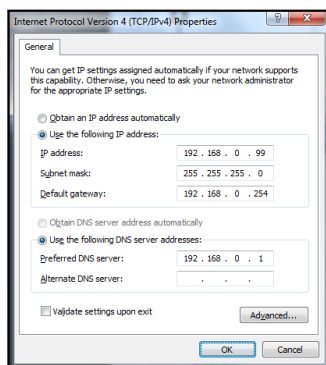 Internet Protocol Version 4 (TCP/IPv4) Properties
General
You can get IP settings assigned automatically if your network supports
this capability. Otherwise, you need to ask your network administrator
for the appropriate IP settings.
Obtain an IP address automatically
Use the following IP address:
IP address: 192 . 168 . 0 . 99
Subnet mask: 255 . 255 . 255 . 0
Default gateway: 192 . 168 . 0 . 254
Obtain DNS server address automatically
Use the following DNS server addresses:
Preferred DNS server: 192 . 168 . 0 . 1
Alternate DNS server: . . .
Validate settings upon exit
Advanced...
OK Cancel